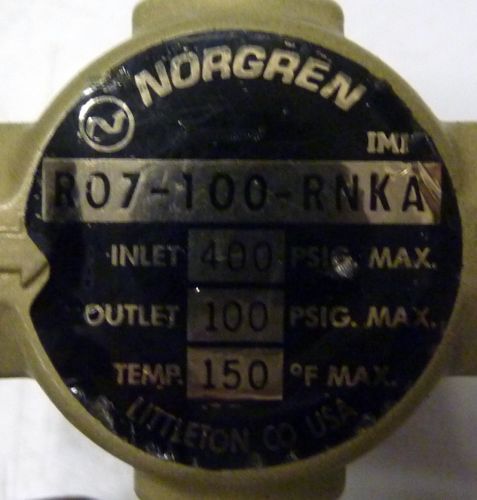 NORGREN
IMI
R07-100-RNKA
INLET 400 PSIG. MAX.
OUTLET 100 PSIG. MAX.
TEMP. 150 °F MAX.
LITTLETON CO USA